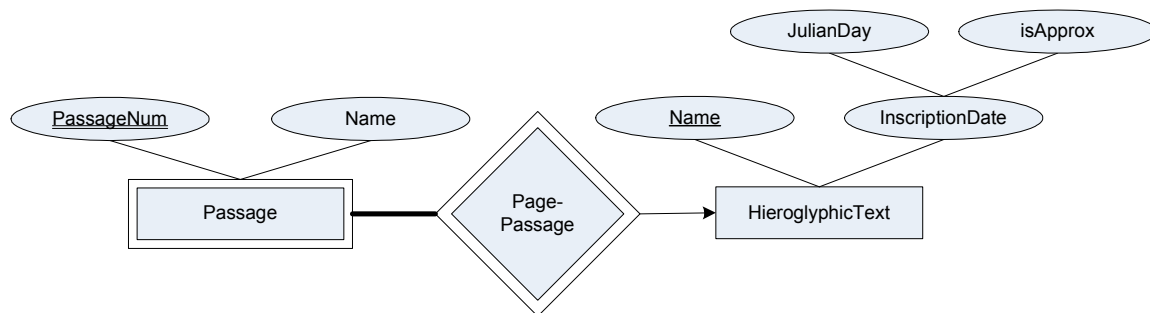 JulianDay
isApprox
PassageNum
Name
Name
InscriptionDate
Passage
Page-
Passage
HieroglyphicText